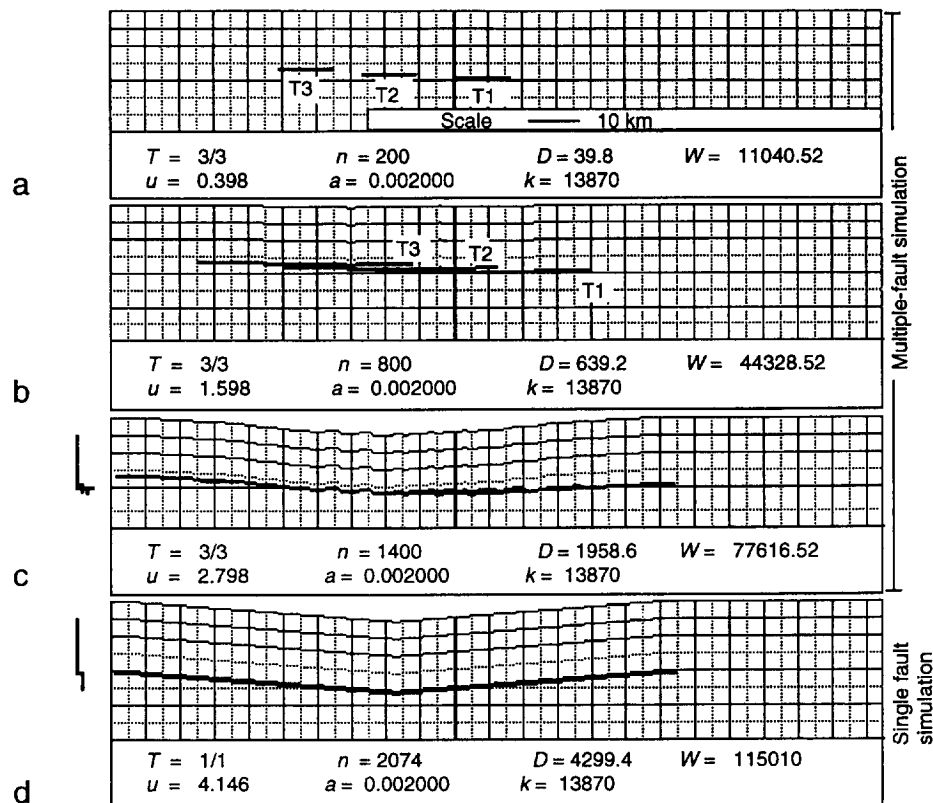 T3 T2 T1
Scale 10 km
T = 3/3 n = 200 D = 39.8 W = 11040.52
u = 0.398 a = 0.002000 k = 13870
a
T3 T2
T1
T = 3/3 n = 800 D = 639.2 W = 44328.52
u = 1.598 a = 0.002000 k = 13870
b
Multiple-fault simulation
T = 3/3 n = 1400 D = 1958.6 W = 77616.52
u = 2.798 a = 0.002000 k = 13870
c
T = 1/1 n = 2074 D = 4299.4 W = 115010
u = 4.146 a = 0.002000 k = 13870
d
Single fault
simulation